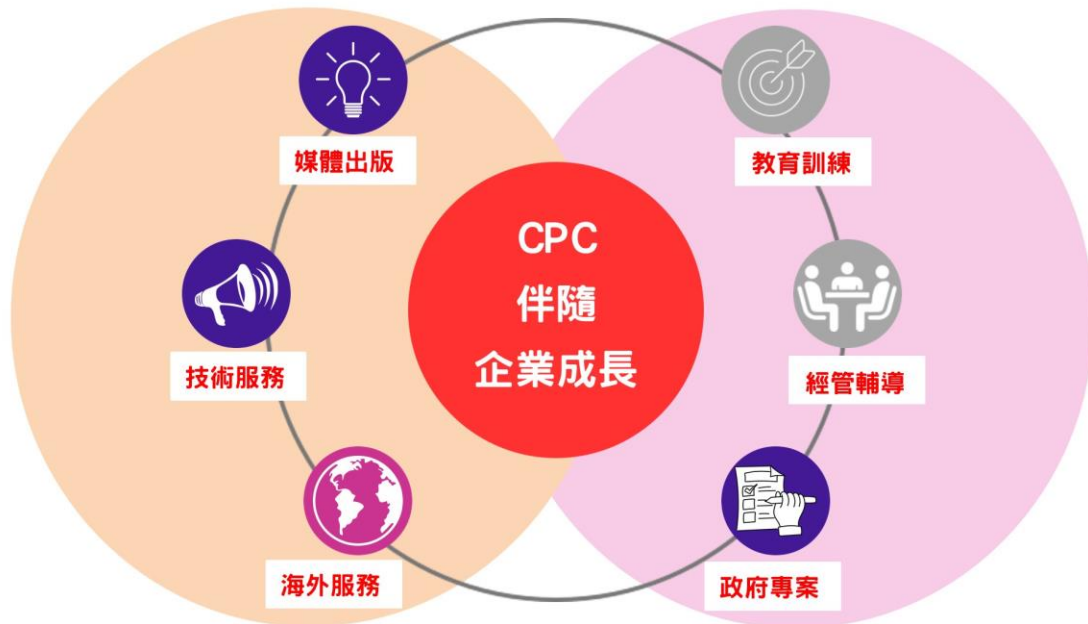 媒體出版
教育訓練
CPC
伴隨
企業成長
技術服務
經管輔導
海外服務
政府專案